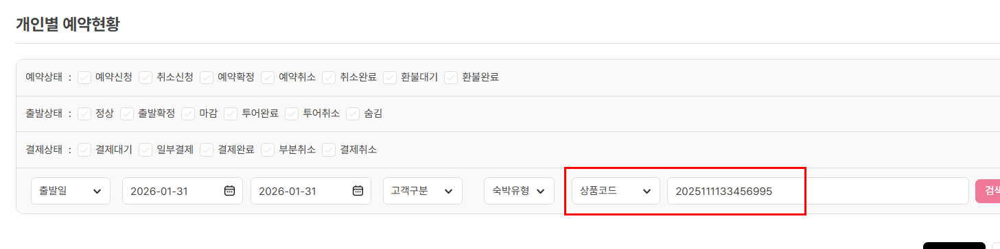 개인별 예약현황
예약상태 : 예약신청 취소신청 예약확정 예약취소 취소완료 환불대기 환불완료
출발상태 : 정상 출발확정 마감 투어완료 투어취소 숨김
결제상태 : 결제대기 일부결제 결제완료 부분취소 결제취소
출발일 2026-01-31 2026-01-31 고객구분 숙박유형 상품코드 2025111133456995